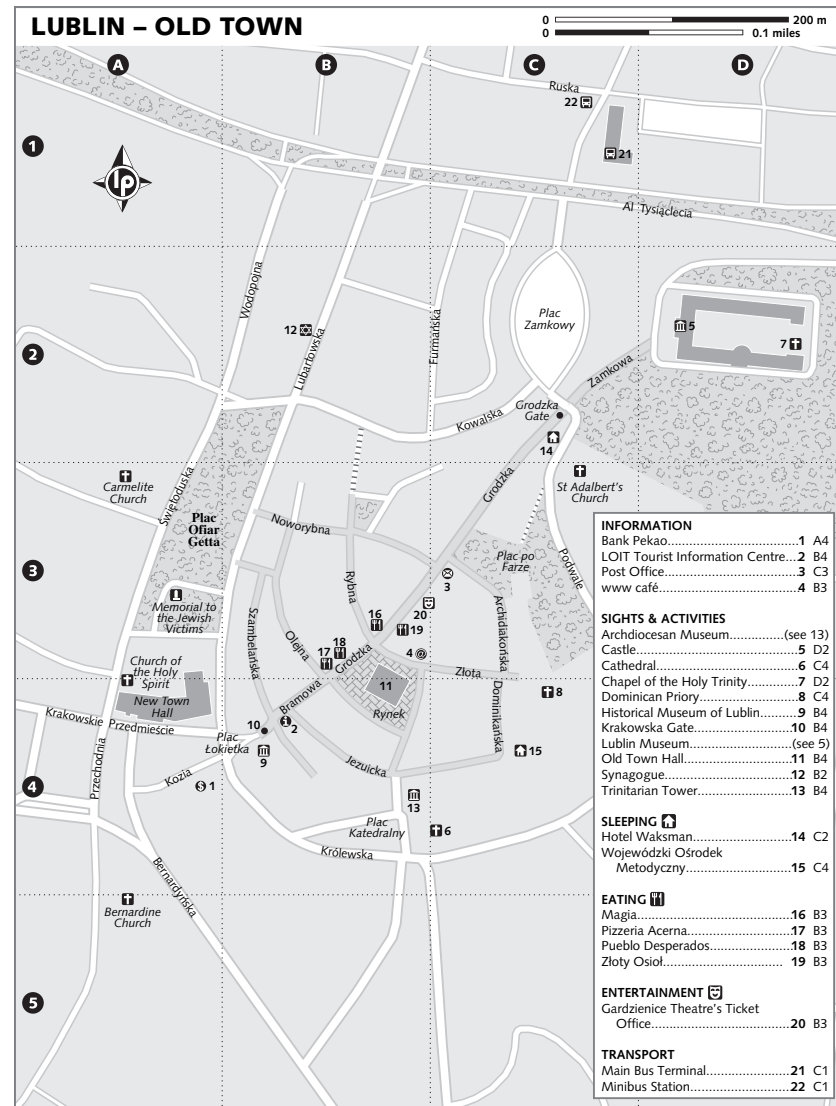 LUBLIN – OLD TOWN
0 200 m
0 0.1 miles
A B C D
Ruska
22
1
21
lp
Al Tysiąclecia
Wodopojna
Plac
Zamkowy
12
5
2
7
Lubartowska
Furmańska
Zamkowa
Grodzka
Gate
Kowalska
14
Carmelite
Church
Świętoduska
Grodzka
St Adalbert's
Church
Plac
Ofiar
Getta
Noworybna
3
Plac po
Farze
Podwale
3
Rybna
Memorial to
the Jewish
Victims
Szambelańska
Olejna
16
20
19
Archidiakońska
18
17
Grodzka
4
Złota
Church of
the Holy
Spirit
11
8
New Town
Hall
Bramowa
Rynek
Dominikańska
Krakowskie Przedmieście
10
2
Plac
Łokietka
9
Jezuicka
15
Przechodnia
4
Kozia
1
13
Plac
Katedralny
6
Królewska
Bernardyńska
Bernardine
Church
5
INFORMATION
Bank Pekao 1 A4
LOIT Tourist Information Centre...2 B4
Post Office 3 C3
www café 4 B3
SIGHTS & ACTIVITIES
Archdiocesan Museum (see 13)
Castle 5 D2
Cathedral 6 C4
Chapel of the Holy Trinity 7 D2
Dominican Priory 8 C4
Historical Museum of Lublin 9 B4
Krakowska Gate 10 B4
Lublin Museum (see 5)
Old Town Hall 11 B4
Synagogue 12 B2
Trinitarian Tower 13 B4
SLEEPING
Hotel Waksman 14 C2
Wojewódzki Ośrodek
Metodyczny 15 C4
EATING
Magia 16 B3
Pizzeria Acerna 17 B3
Pueblo Desperados 18 B3
Złoty Osioł 19 B3
ENTERTAINMENT
Gardzienice Theatre's Ticket
Office 20 B3
TRANSPORT
Main Bus Terminal 21 C1
Minibus Station 22 C1